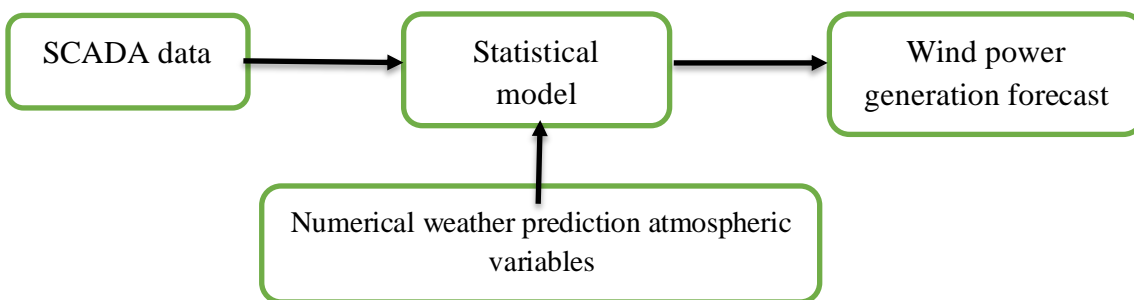 SCADA data
Statistical
model
Wind power
generation forecast
Numerical weather prediction atmospheric
variables